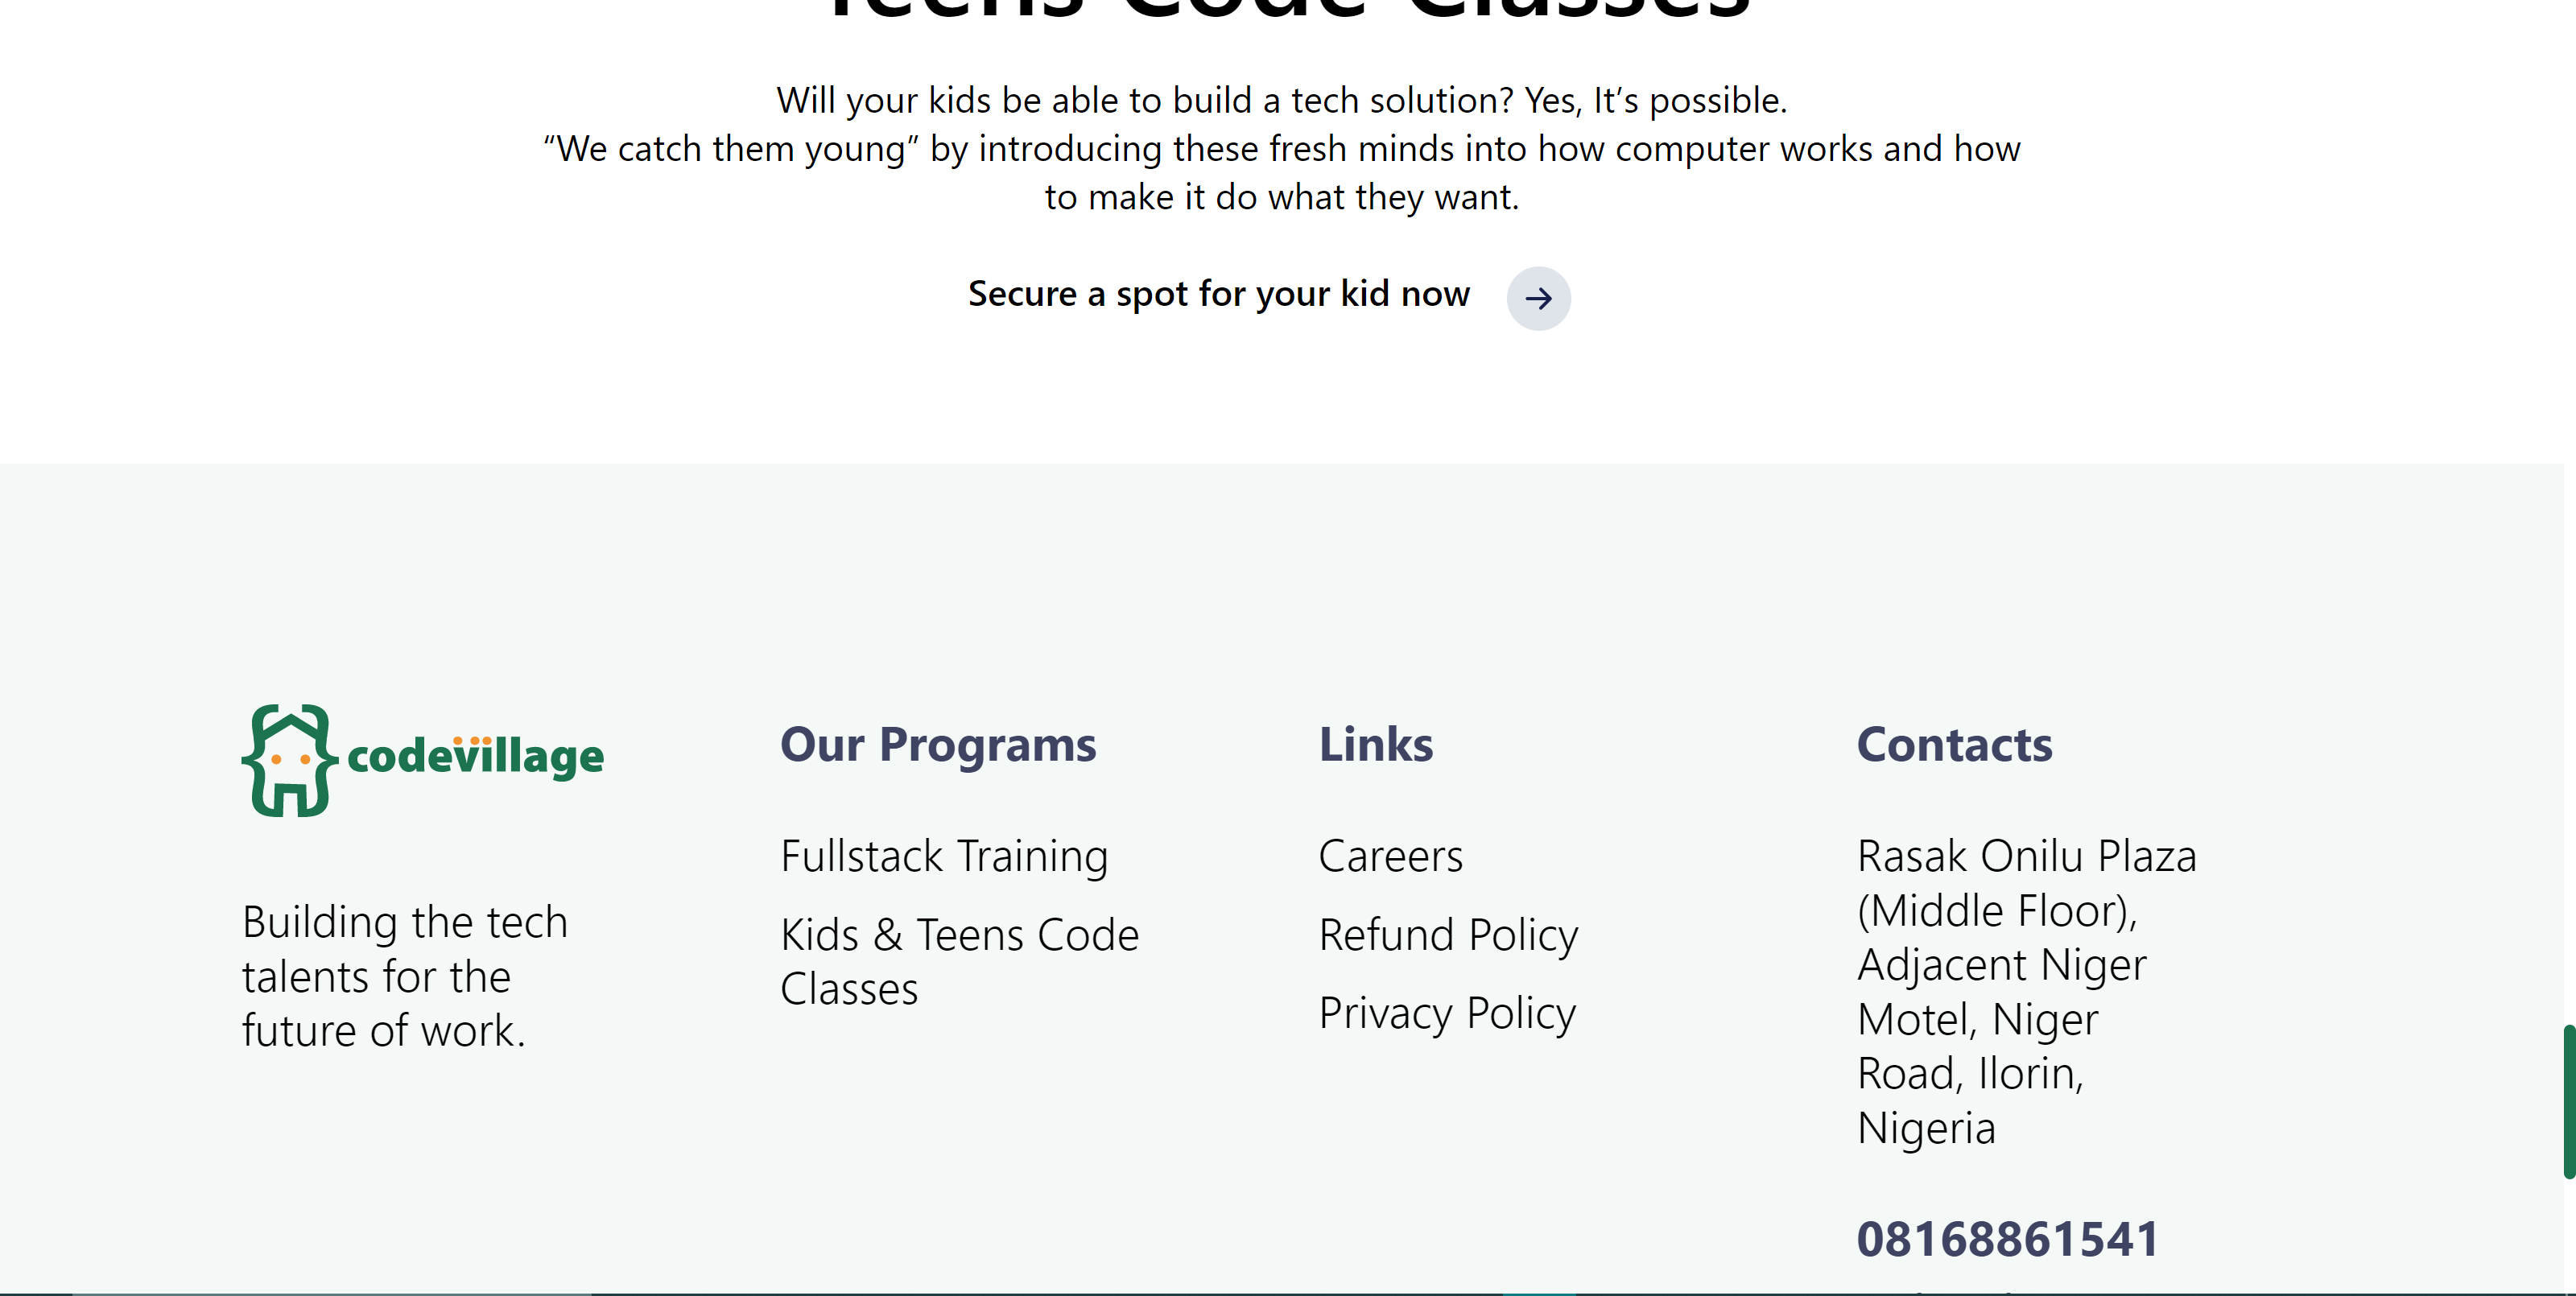 Teens Code Classes
Will your kids be able to build a tech solution? Yes, It’s possible.
“We catch them young” by introducing these fresh minds into how computer works and how
to make it do what they want.
Secure a spot for your kid now
codevillage
Building the tech
talents for the
future of work.
Our Programs
Fullstack Training
Kids & Teens Code
Classes
Links
Careers
Refund Policy
Privacy Policy
Contacts
Rasak Onilu Plaza
(Middle Floor),
Adjacent Niger
Motel, Niger
Road, Ilorin,
Nigeria
08168861541